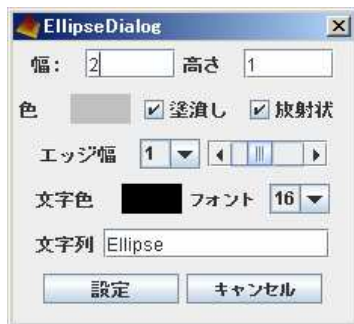 EllipseDialog
幅: 2 高さ 1
色 塗潰し 放射状
エッジ幅 1
文字色 フォント 16
文字列 Ellipse
設定 キャンセル